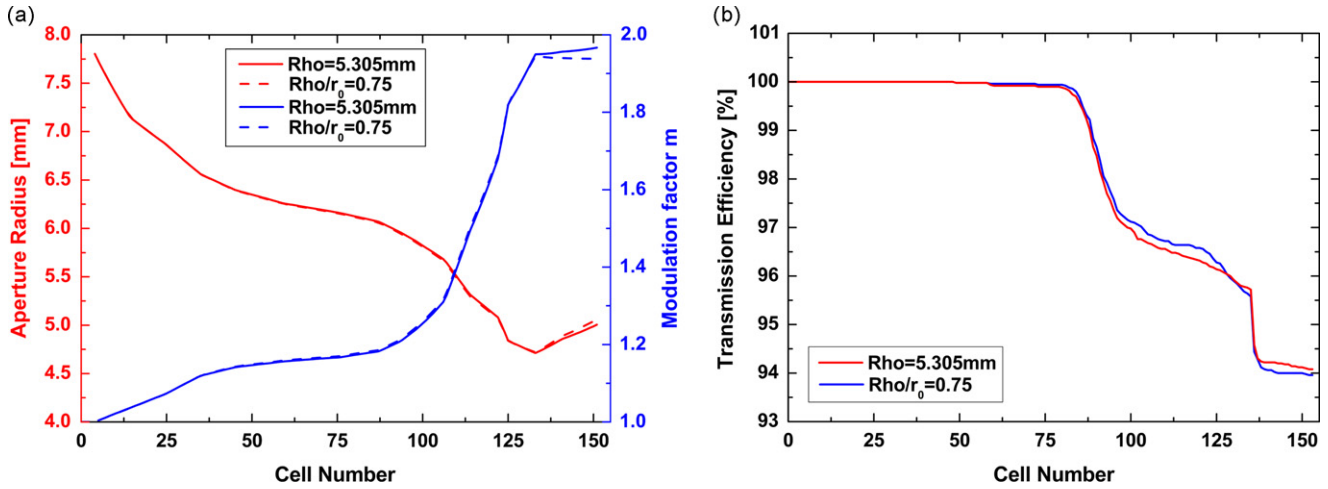 (a)
8.0
7.5
7.0
6.5
6.0
5.5
5.0
4.5
4.0
Aperture Radius [mm]
Rho=5.305mm
Rho/r₀=0.75
Rho=5.305mm
Rho/r₀=0.75
2.0
1.8
1.6
1.4
1.2
1.0
Modulation factor m
0 25 50 75 100 125 150
Cell Number
(b)
101
100
99
98
97
96
95
94
93
Transmission Efficiency [%]
Rho=5.305mm
Rho/r₀=0.75
0 25 50 75 100 125 150
Cell Number